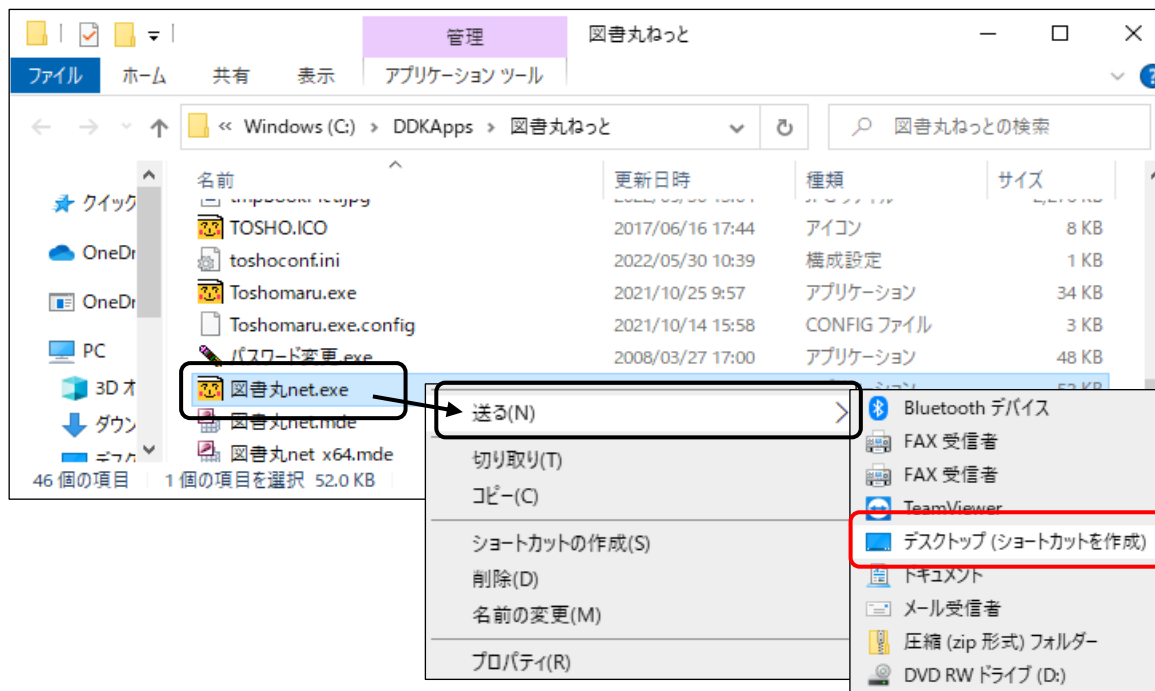 管理
図書丸ねっと
ファイル ホーム 共有 表示 アプリケーション ツール
« Windows (C:) › DDKApps › 図書丸ねっと
図書丸ねっとの検索
名前 更新日時 種類 サイズ
TOSHO.ICO 2017/06/16 17:44 アイコン 8 KB
toshoconf.ini 2022/05/30 10:39 構成設定 1 KB
Toshomaru.exe 2021/10/25 9:57 アプリケーション 34 KB
Toshomaru.exe.config 2021/10/14 15:58 CONFIG ファイル 3 KB
パスワード変更.exe 2008/03/27 17:00 アプリケーション 48 KB
図書丸net.exe
図書丸net.mde
図書丸net_x64.mde
クイック
OneDr
OneDr
PC
3D オ
ダウン
デスク
46 個の項目 1 個の項目を選択 52.0 KB
送る(N)
切り取り(T)
コピー(C)
ショートカットの作成(S)
削除(D)
名前の変更(M)
プロパティ(R)
Bluetooth デバイス
FAX 受信者
FAX 受信者
TeamViewer
デスクトップ (ショートカットを作成)
ドキュメント
メール受信者
圧縮 (zip 形式) フォルダー
DVD RW ドライブ (D:)